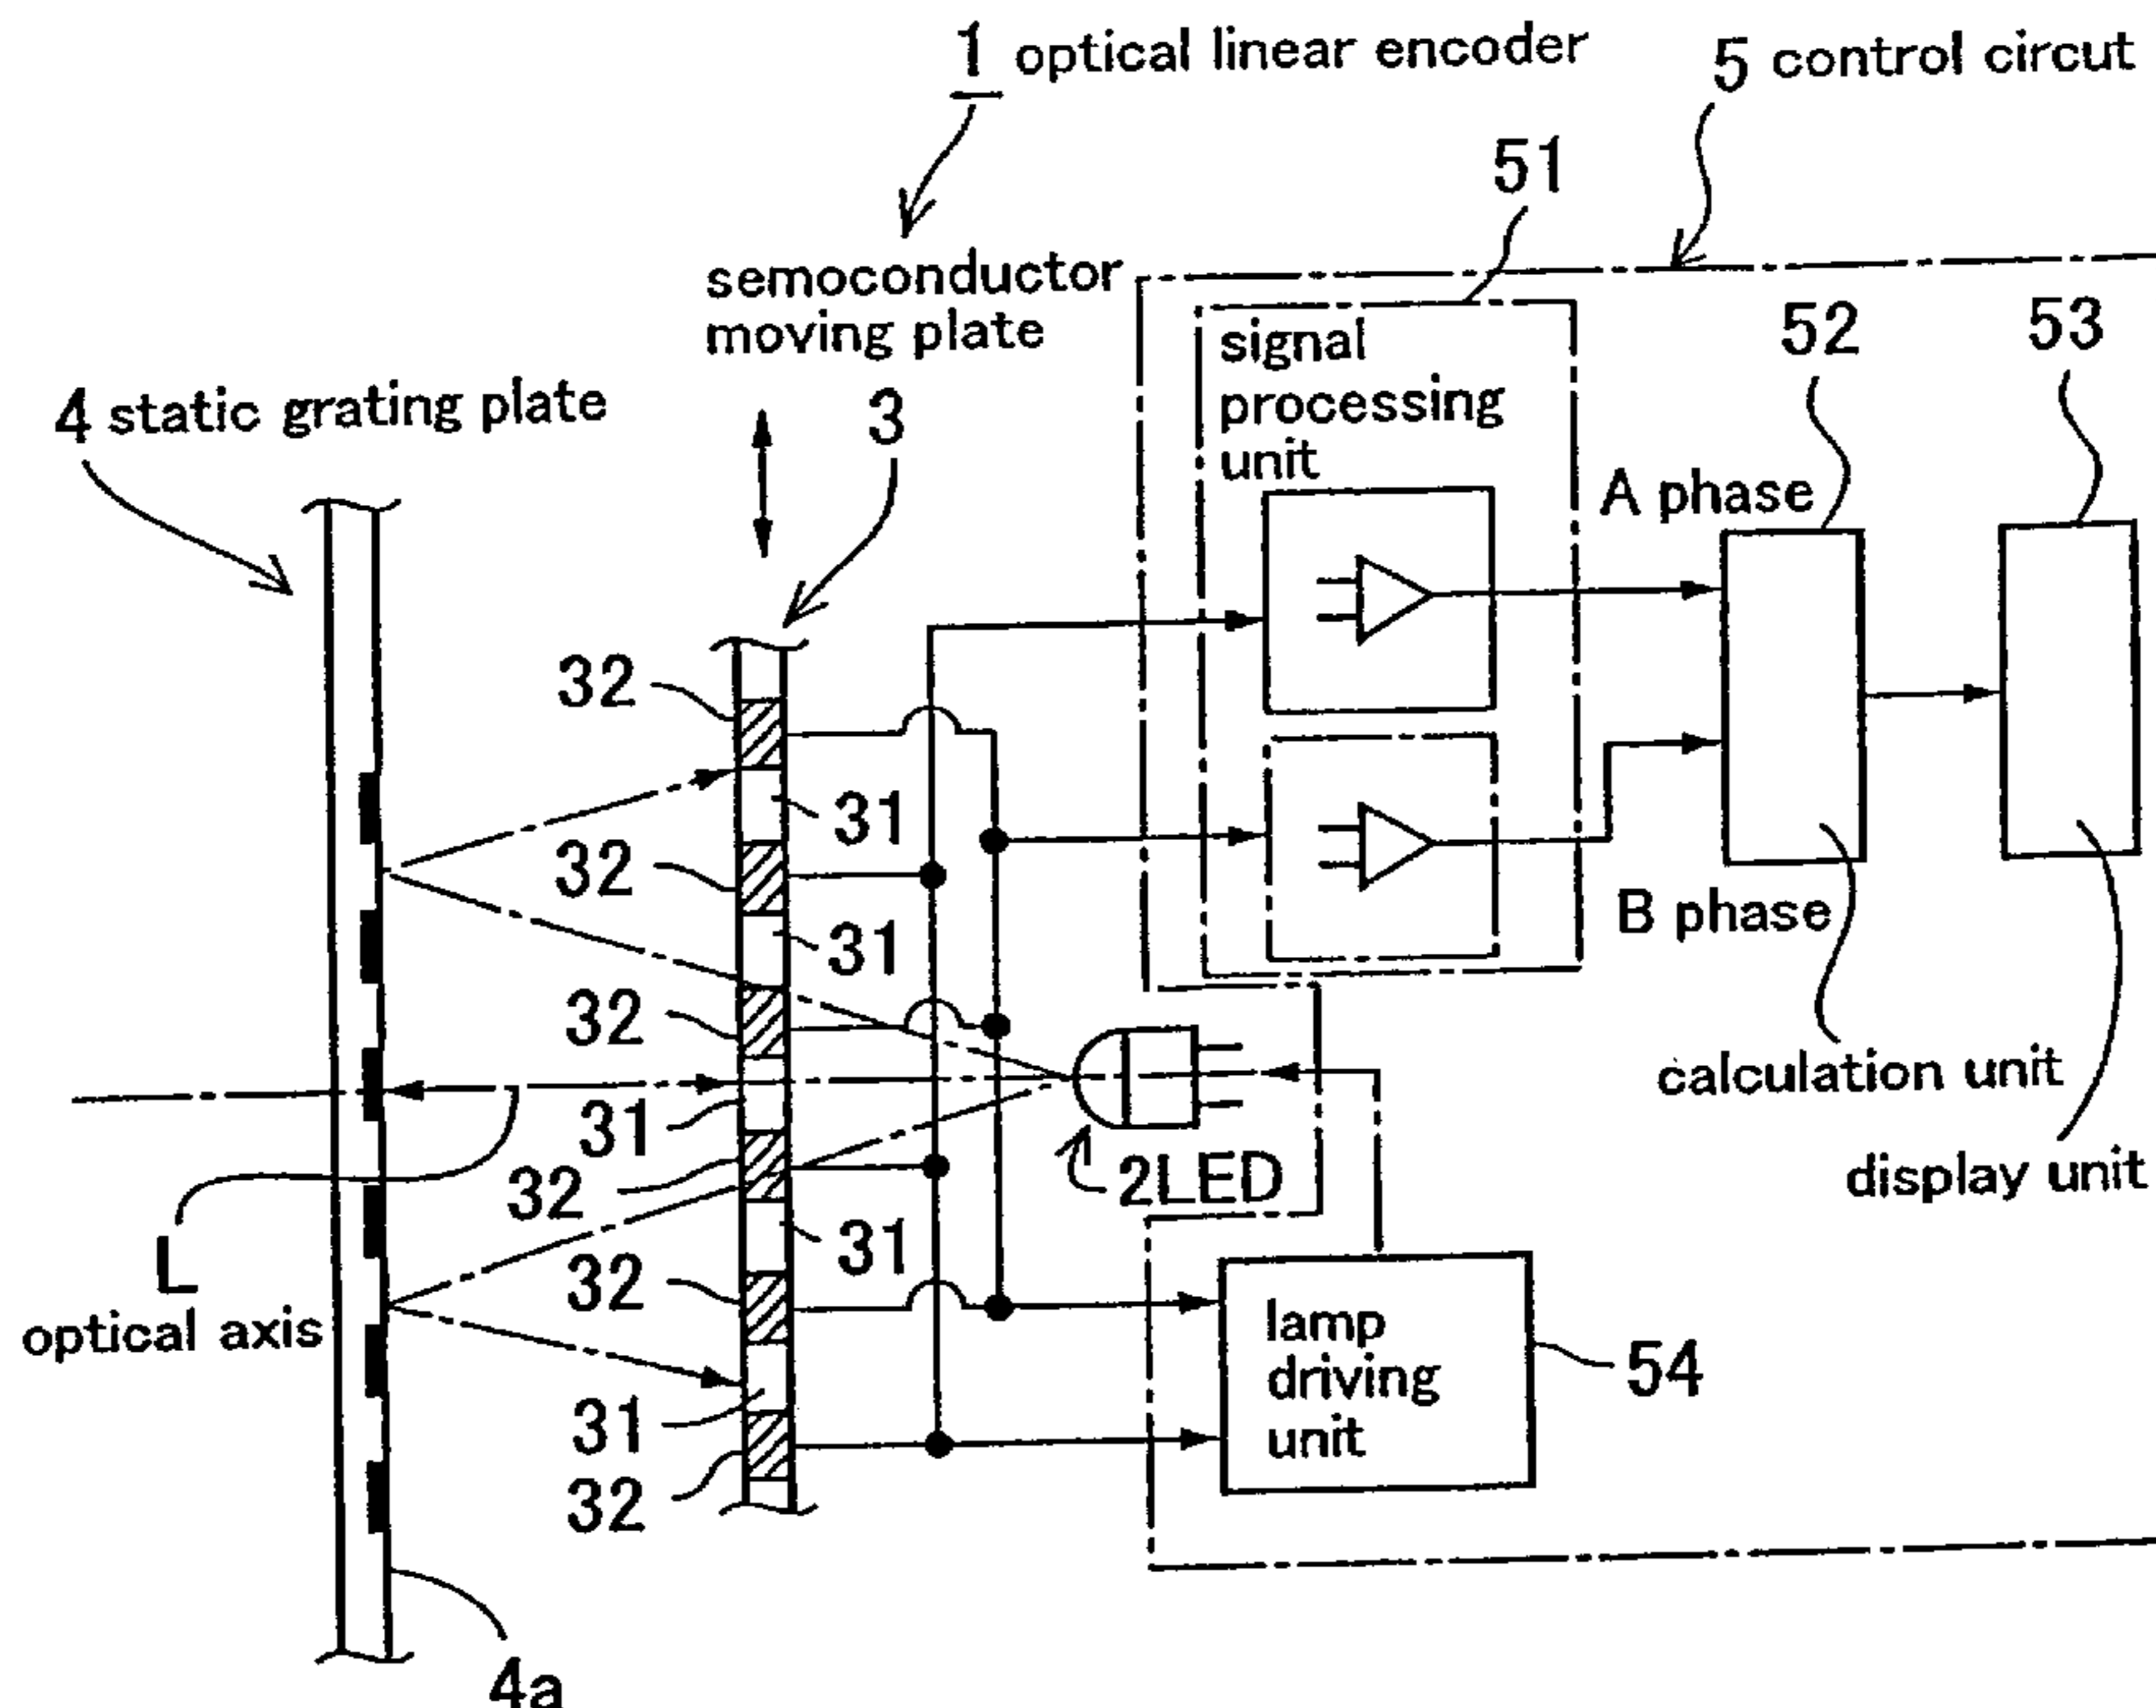 1 optical linear encoder
5 control circut
51
semoconductor
moving plate
3
4 static grating plate
signal
processing
unit
52
53
A phase
B phase
32
31
32
31
32
31
32
31
32
31
32
2LED
calculation unit
display unit
L
optical axis
lamp
driving
unit
54
4a